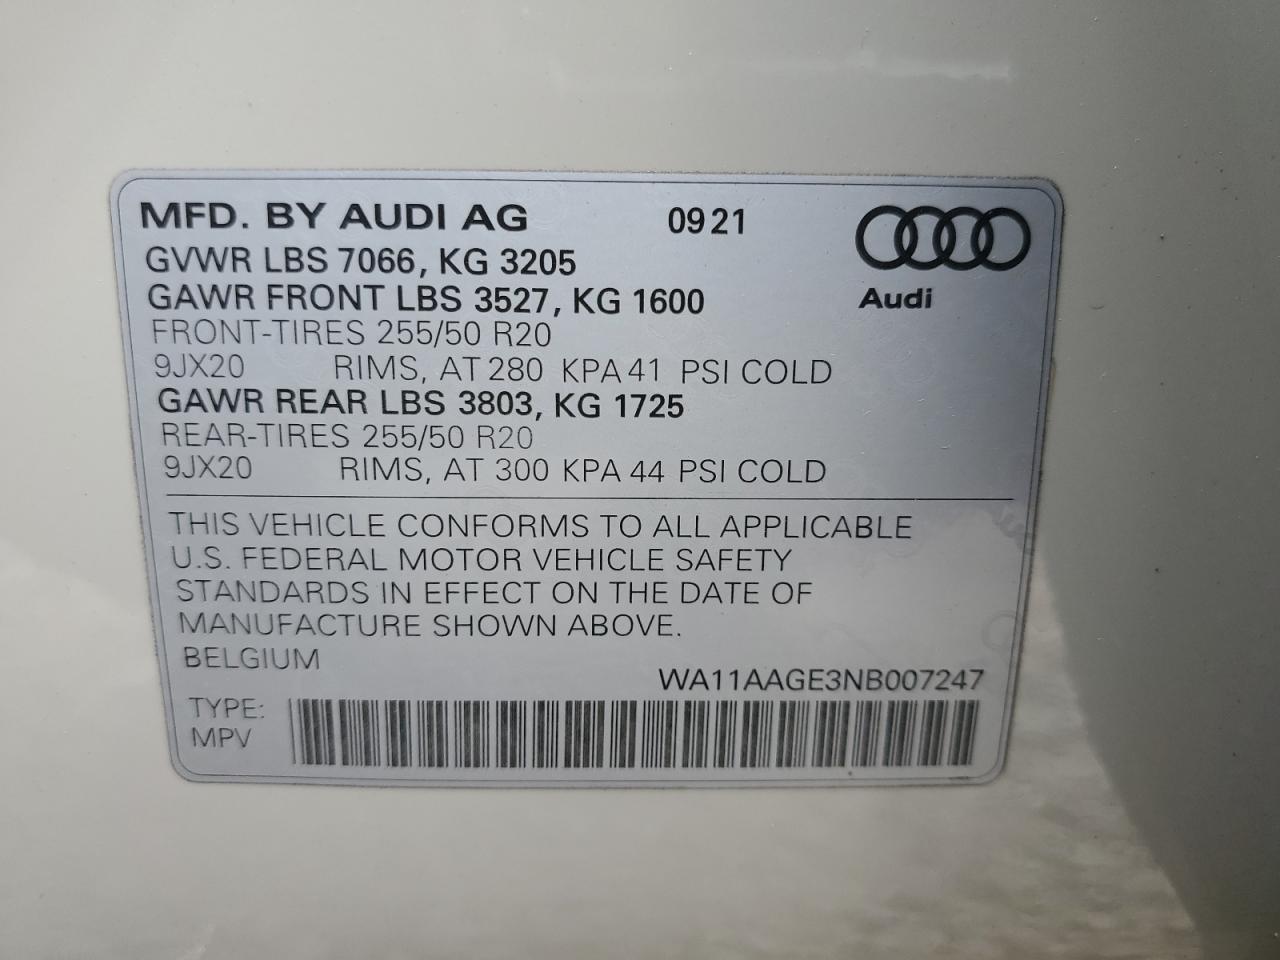 MFD. BY AUDI AG 09 21
GVWR LBS 7066, KG 3205
GAWR FRONT LBS 3527, KG 1600
Audi
FRONT-TIRES 255/50 R20
9JX20 RIMS, AT 280 KPA 41 PSI COLD
GAWR REAR LBS 3803, KG 1725
REAR-TIRES 255/50 R20
9JX20 RIMS, AT 300 KPA 44 PSI COLD
THIS VEHICLE CONFORMS TO ALL APPLICABLE
U.S. FEDERAL MOTOR VEHICLE SAFETY
STANDARDS IN EFFECT ON THE DATE OF
MANUFACTURE SHOWN ABOVE.
BELGIUM
WA11AAGE3NB007247
TYPE:
MPV